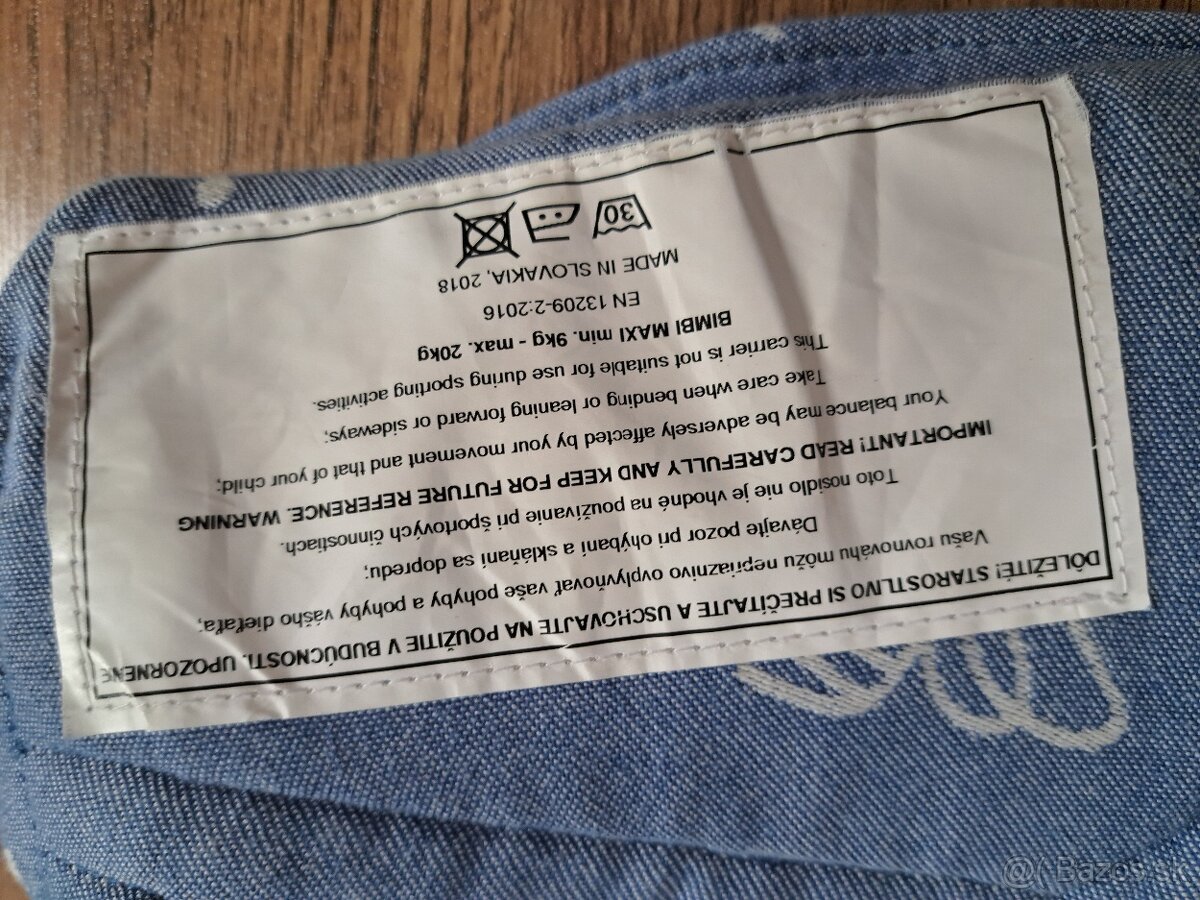 DÔLEŽITÉ! STAROSTLIVO SI PREČÍTAJTE A USCHOVAJTE NA POUŽITIE V BUDÚCNOSTI. UPOZORNENE
Vašu rovnováhu môžu nepriaznivo ovplyvňovať vaše pohyby a pohyby vášho dieťaťa;
Dávajte pozor pri ohýbaní a skláňaní sa dopredu;
Toto nosidlo nie je vhodné na používanie pri športových činnostiach.
IMPORTANT! READ CAREFULLY AND KEEP FOR FUTURE REFERENCE. WARNING
Your balance may be adversely affected by your movement and that of your child;
Take care when bending or leaning forward or sideways;
This carrier is not suitable for use during sporting activities.
BIMBI MAXI min. 9kg - max. 20kg
EN 13209-2:2016
MADE IN SLOVAKIA, 2018
30
Bazos.sk